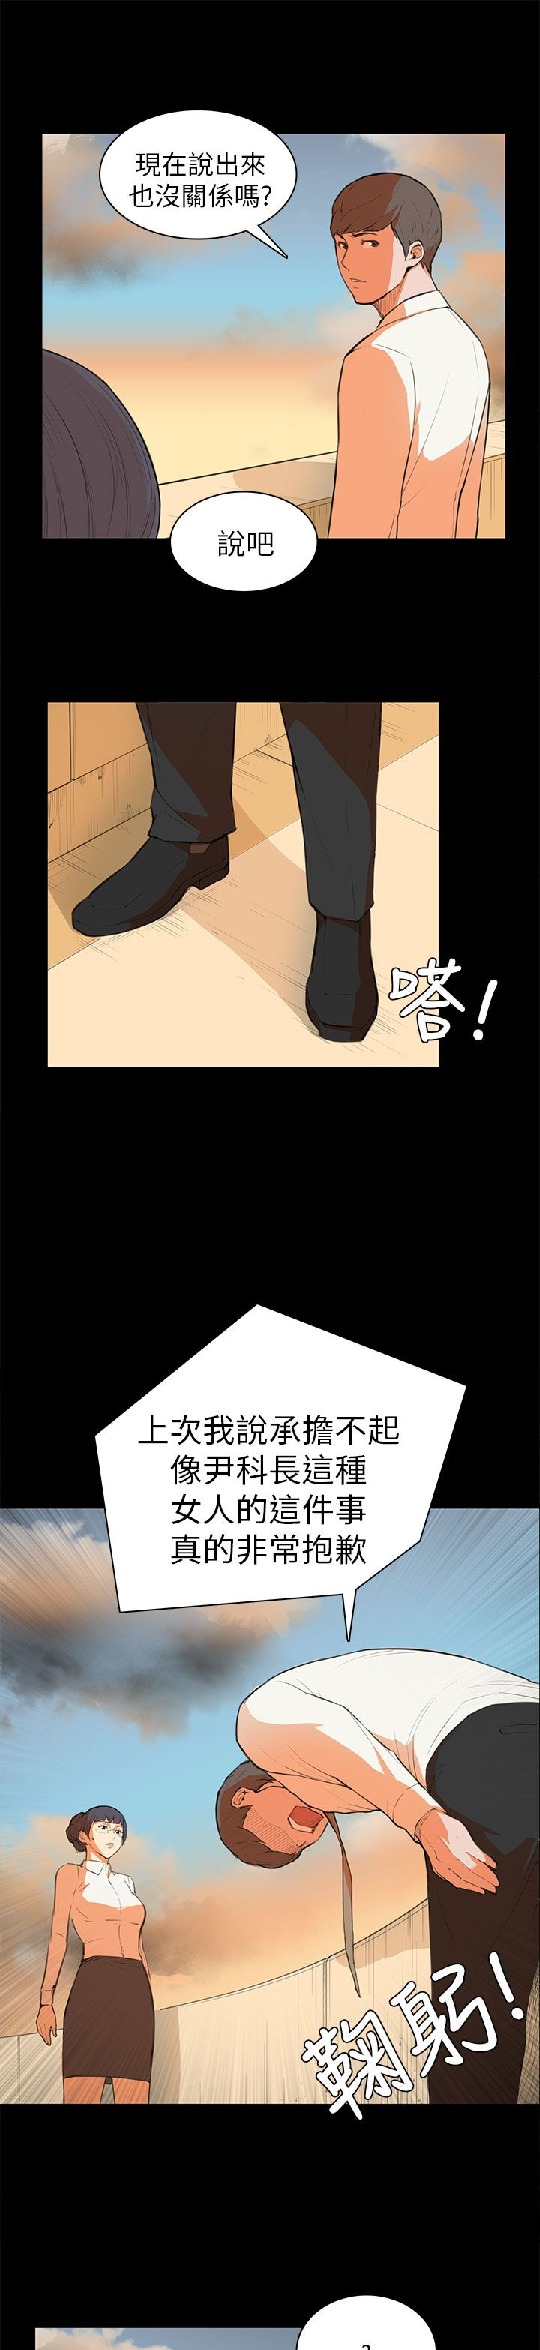 現在說出來
也沒關係嗎?
說吧
嗒!
上次我說承擔不起
像尹科長這種
女人的這件事
真的非常抱歉
鞠躬!